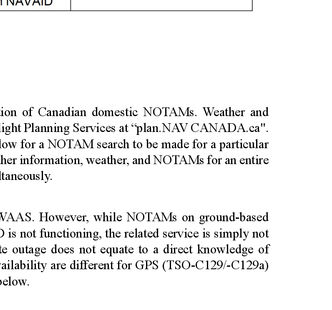 NAVAID
ion of Canadian domestic NOTAMs. Weather and
light Planning Services at “plan.NAV CANADA.ca".
low for a NOTAM search to be made for a particular
her information, weather, and NOTAMs for an entire
ltaneously.
WAAS. However, while NOTAMs on ground-based
D is not functioning, the related service is simply not
te outage does not equate to a direct knowledge of
ailability are different for GPS (TSO-C129/-C129a)
below.